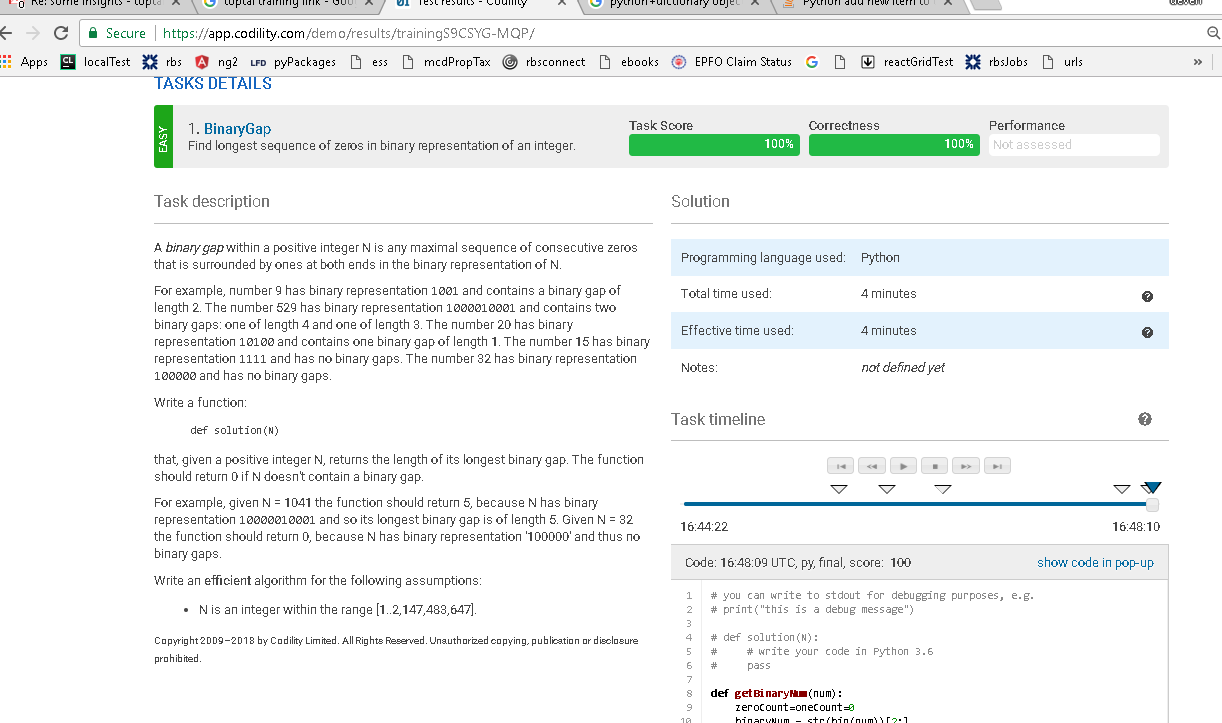 Re: some insights - topta
toptal training link - Goo
Test results - Codility
python+dictionary objec
Python add new item to
deven
Secure
https://app.codility.com/demo/results/trainingS9CSYG-MQP/
Apps
CL localTest
rbs
ng2
LFD pyPackages
ess
mcdPropTax
rbsconnect
ebooks
EPFO Claim Status
reactGridTest
rbsJobs
urls
»
TASKS DETAILS
EASY
1. BinaryGap
Find longest sequence of zeros in binary representation of an integer.
Task Score
100%
Correctness
100%
Performance
Not assessed
Task description
A binary gap within a positive integer N is any maximal sequence of consecutive zeros
that is surrounded by ones at both ends in the binary representation of N.
For example, number 9 has binary representation 1001 and contains a binary gap of
length 2. The number 529 has binary representation 1000010001 and contains two
binary gaps: one of length 4 and one of length 3. The number 20 has binary
representation 10100 and contains one binary gap of length 1. The number 15 has binary
representation 1111 and has no binary gaps. The number 32 has binary representation
100000 and has no binary gaps.
Write a function:
def solution(N)
that, given a positive integer N, returns the length of its longest binary gap. The function
should return 0 if N doesn't contain a binary gap.
For example, given N = 1041 the function should return 5, because N has binary
representation 10000010001 and so its longest binary gap is of length 5. Given N = 32
the function should return 0, because N has binary representation '100000' and thus no
binary gaps.
Write an efficient algorithm for the following assumptions:
• N is an integer within the range [1..2,147,483,647].
Copyright 2009–2018 by Codility Limited. All Rights Reserved. Unauthorized copying, publication or disclosure
prohibited.
Solution
Programming language used: Python
Total time used: 4 minutes
Effective time used: 4 minutes
Notes: not defined yet
Task timeline
16:44:22
16:48:10
Code: 16:48:09 UTC, py, final, score: 100
show code in pop-up
1 # you can write to stdout for debugging purposes, e.g.
2 # print("this is a debug message")
3
4 # def solution(N):
5 #     # write your code in Python 3.6
6 #     pass
7
8 def getBinaryNum(num):
9     zeroCount=oneCount=0
10     binaryNum = str(bin(num))[2:]